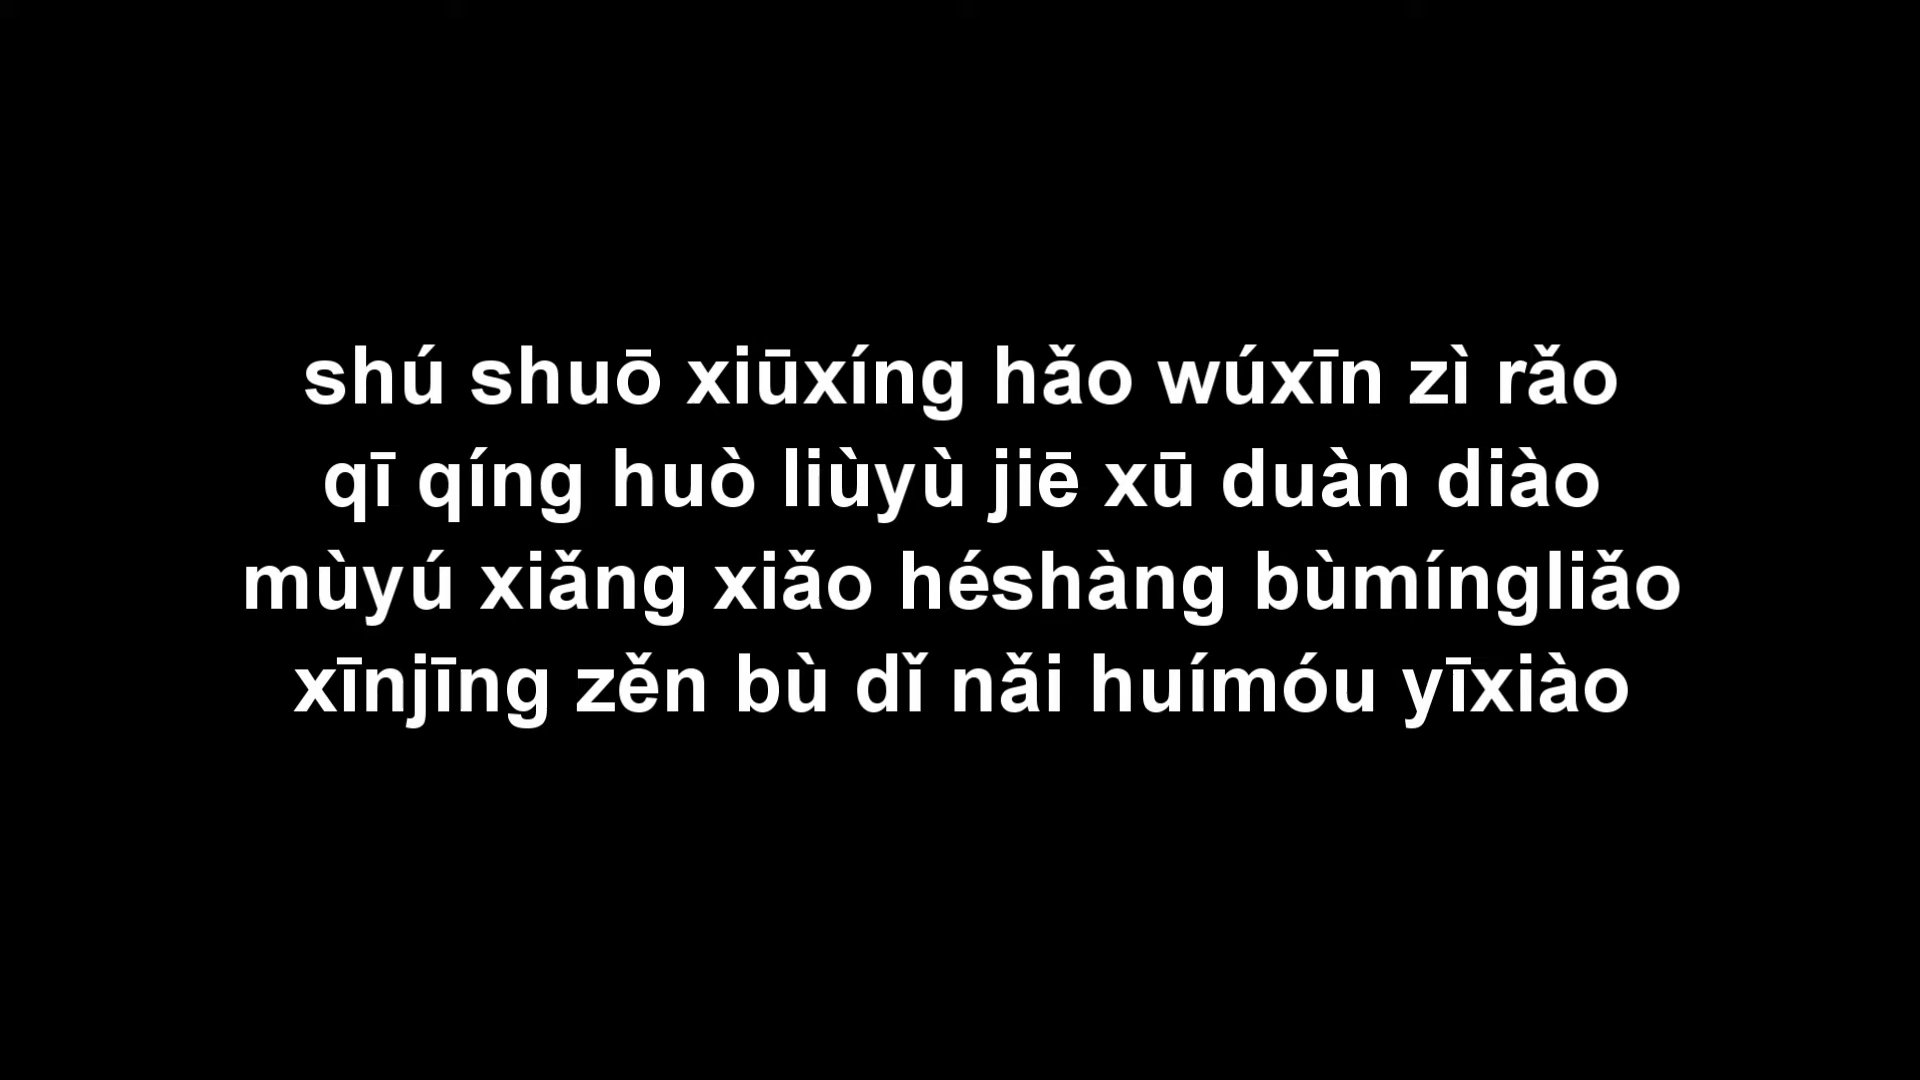 shú shuō xiūxíng hǎo wúxīn zì rǎo
qī qíng huò liùyù jiē xū duàn diào
mùyú xiǎng xiǎo héshàng bùmíngliǎo
xīnjīng zěn bù dǐ nǎi huímóu yīxiào